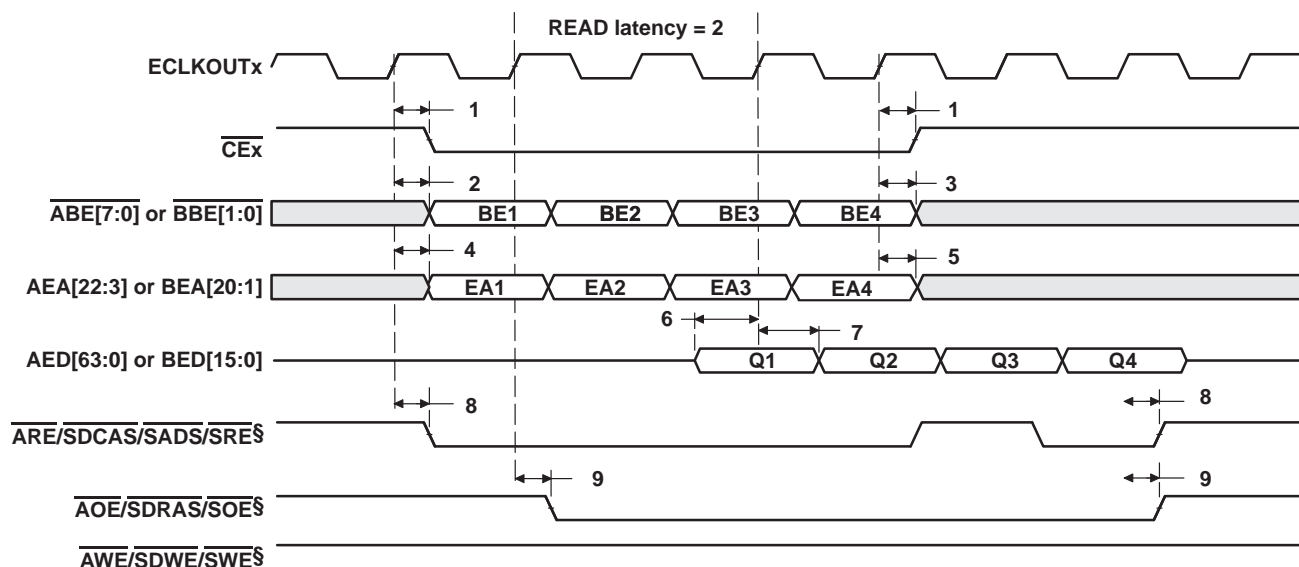 READ latency = 2
ECLKOUTx
1 1
CEx
2 3
ABE[7:0] or BBE[1:0] BE1 BE2 BE3 BE4
4 5
AEA[22:3] or BEA[20:1] EA1 EA2 EA3 EA4
6 7
AED[63:0] or BED[15:0] Q1 Q2 Q3 Q4
8 8
ARE/SDCAS/SADS/SRE§
9 9
AOE/SDRAS/SOE§
AWE/SDWE/SWE§